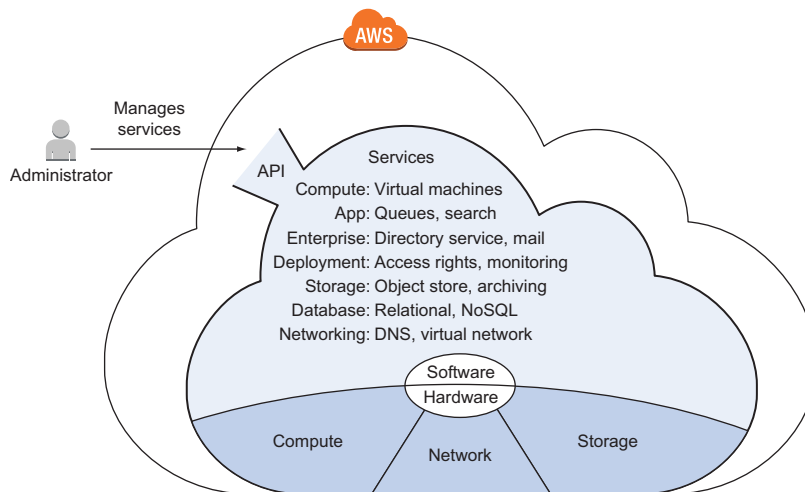 AWS
Manages
services
Administrator
API
Services
Compute: Virtual machines
App: Queues, search
Enterprise: Directory service, mail
Deployment: Access rights, monitoring
Storage: Object store, archiving
Database: Relational, NoSQL
Networking: DNS, virtual network
Software
Hardware
Compute
Network
Storage